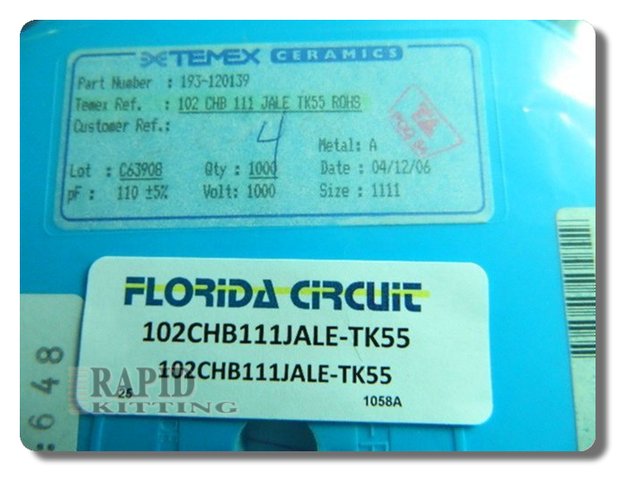 TEMEX CERAMICS
Part Number : 193-120139
Temex Ref. : 102 CHB 111 JALE TK55 ROHS
Customer Ref.:
4
Metal: A
Lot : C63908 Qty : 1000 Date : 04/12/06
pF : 110 ±5% Volt: 1000 Size : 1111
FLORIDA CIRCUIT
102CHB111JALE-TK55
102CHB111JALE-TK55
25 1058A
RAPID
KITTING
:648